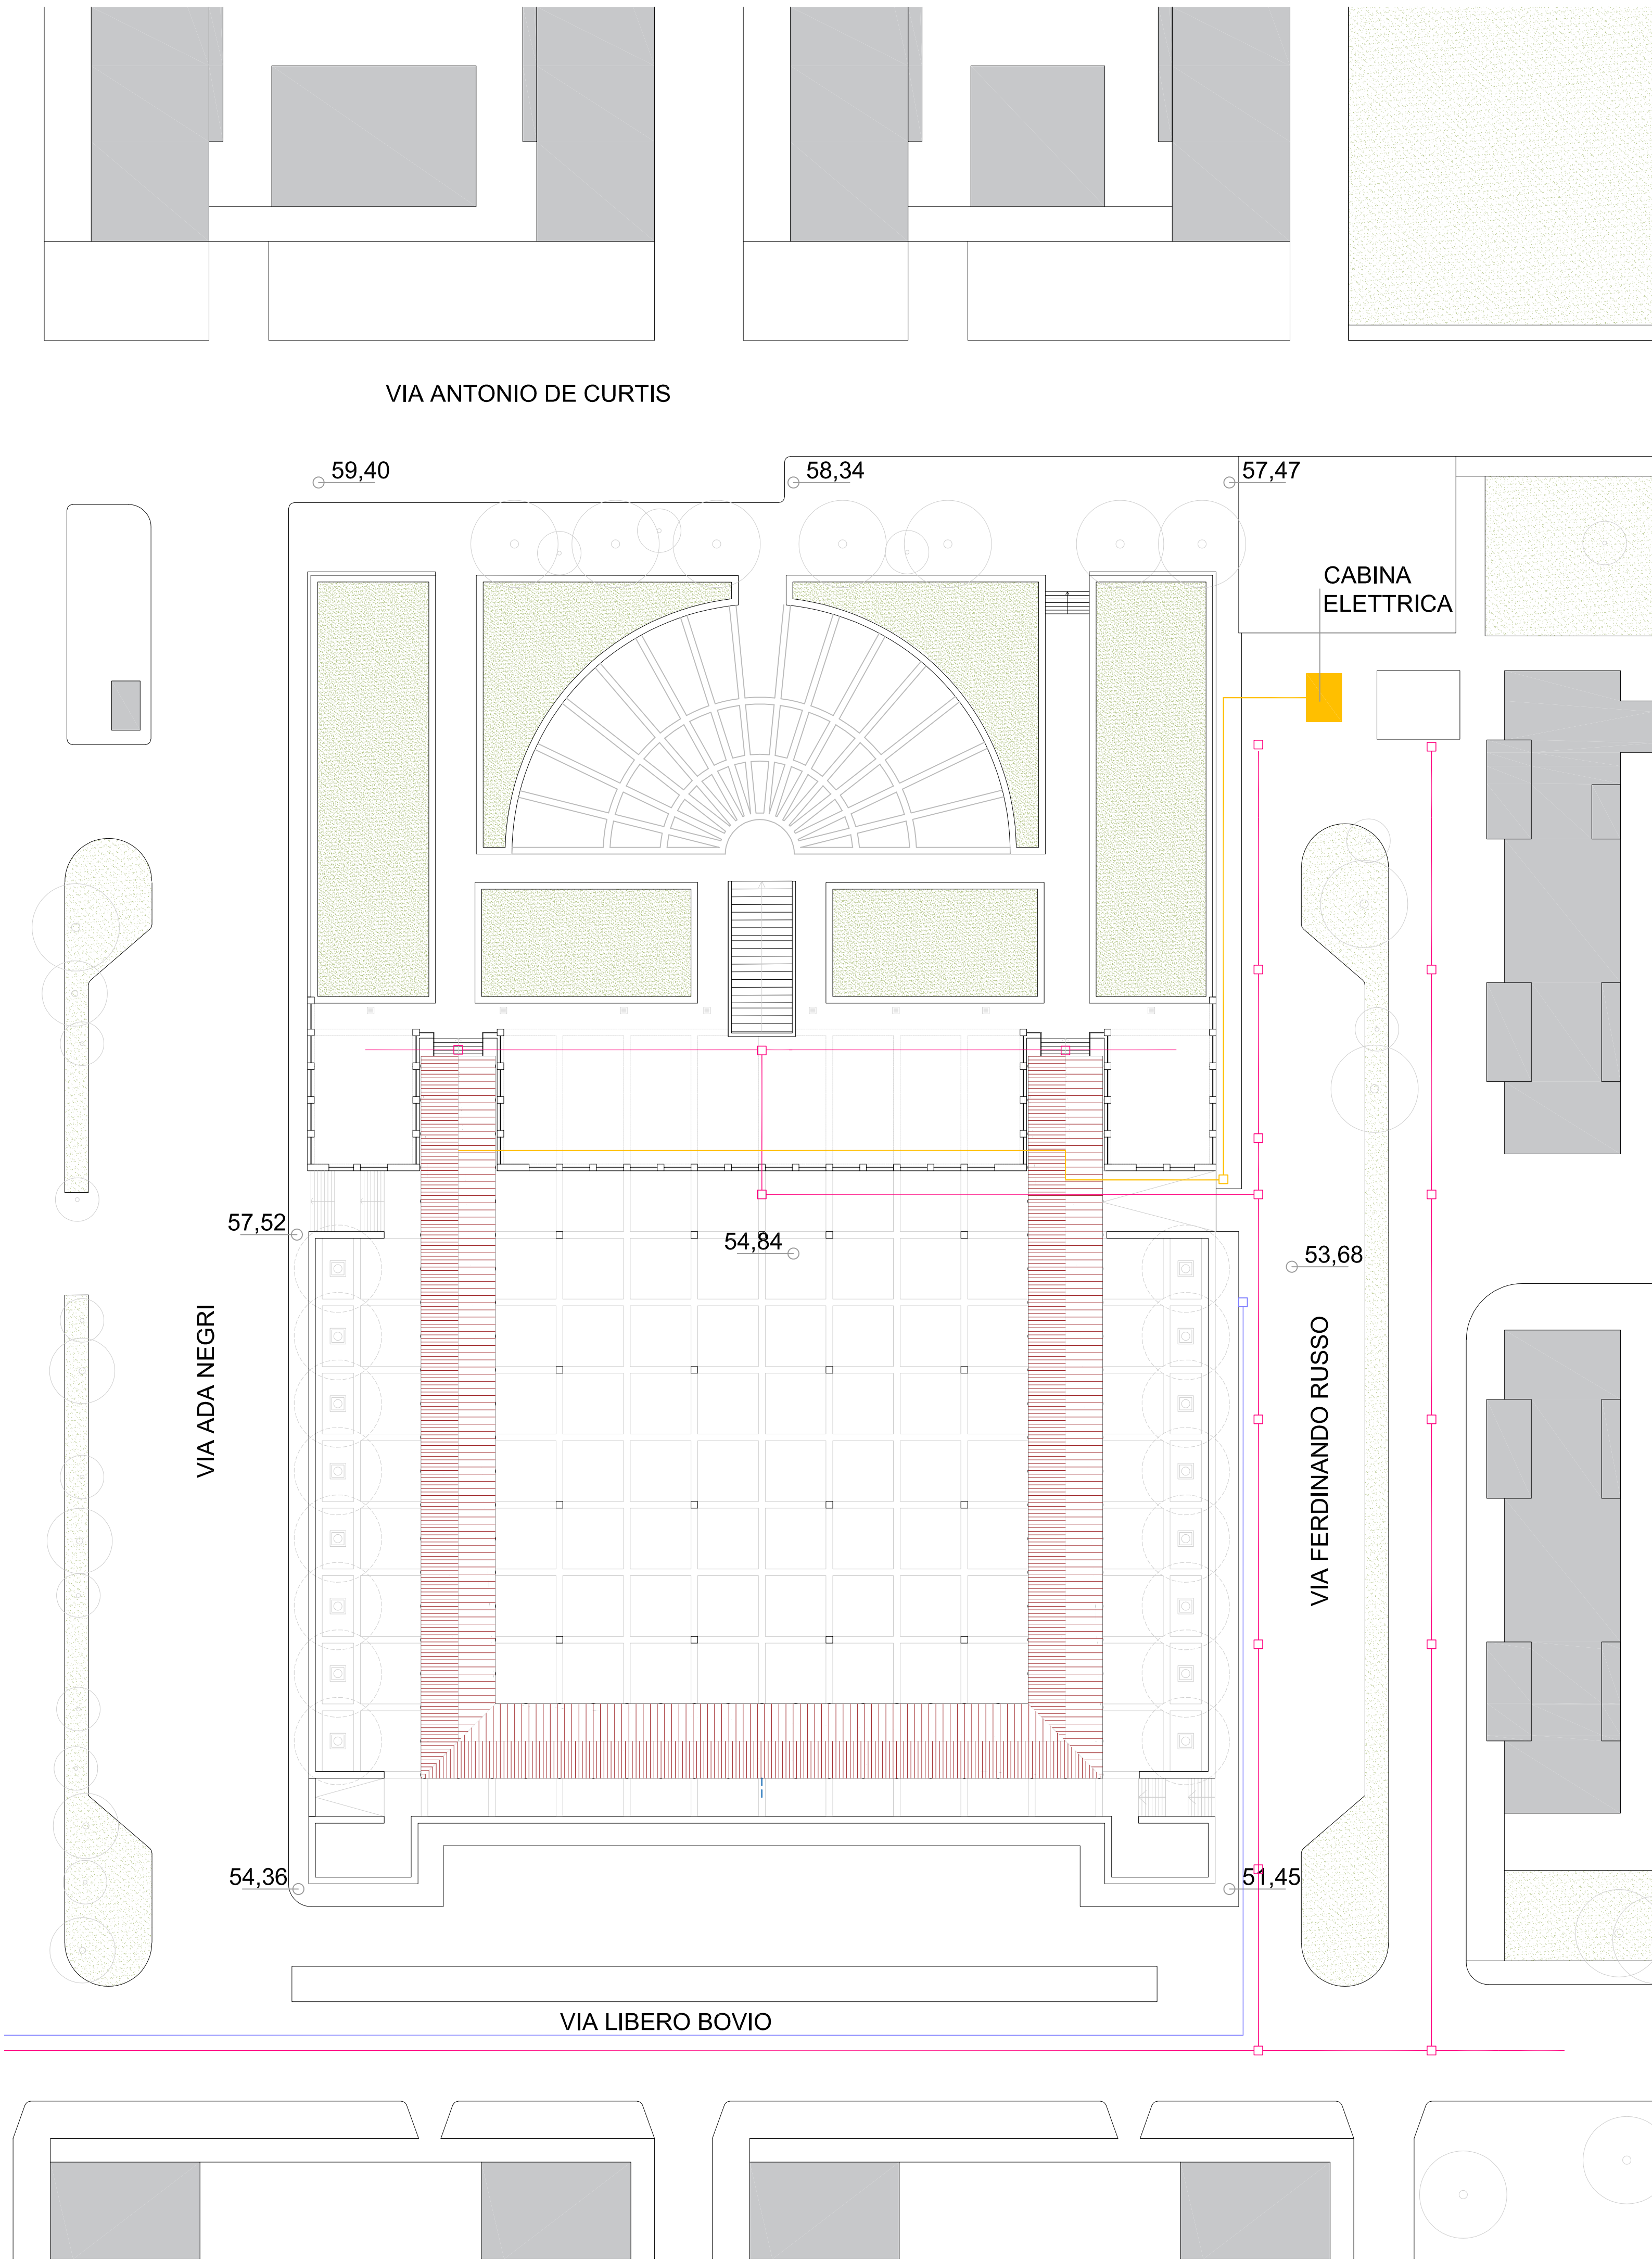 VIA ANTONIO DE CURTIS
59,40
58,34
57,47
CABINA
ELETTRICA
57,52
54,84
53,68
VIA ADA NEGRI
VIA FERDINANDO RUSSO
54,36
51,45
VIA LIBERO BOVIO